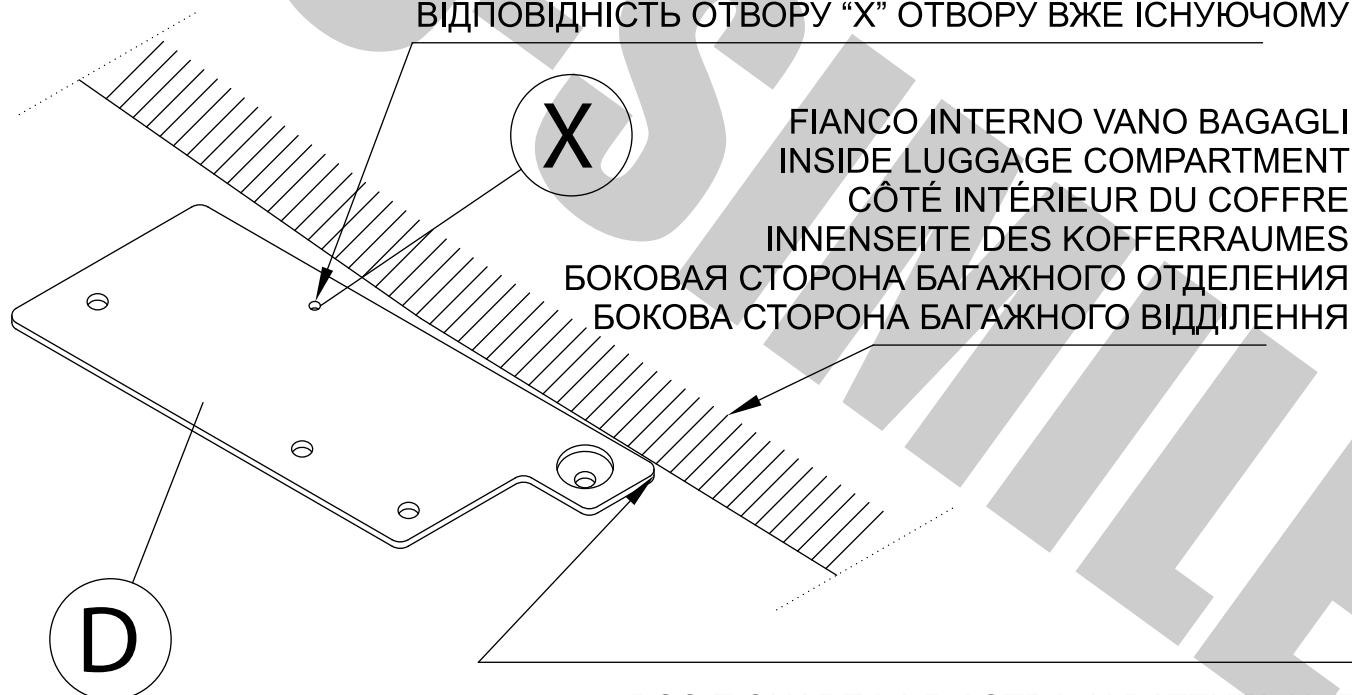 ВІДПОВІДНІСТЬ ОТВОРУ “X” ОТВОРУ ВЖЕ ІСНУЮЧОМУ
X
FIANCO INTERNO VANO BAGAGLI
INSIDE LUGGAGE COMPARTMENT
CÔTÉ INTÉRIEUR DU COFFRE
INNENSEITE DES KOFFERRAUMES
БОКОВАЯ СТОРОНА БАГАЖНОГО ОТДЕЛЕНИЯ
БОКОВА СТОРОНА БАГАЖНОГО ВІДДІЛЕННЯ
D